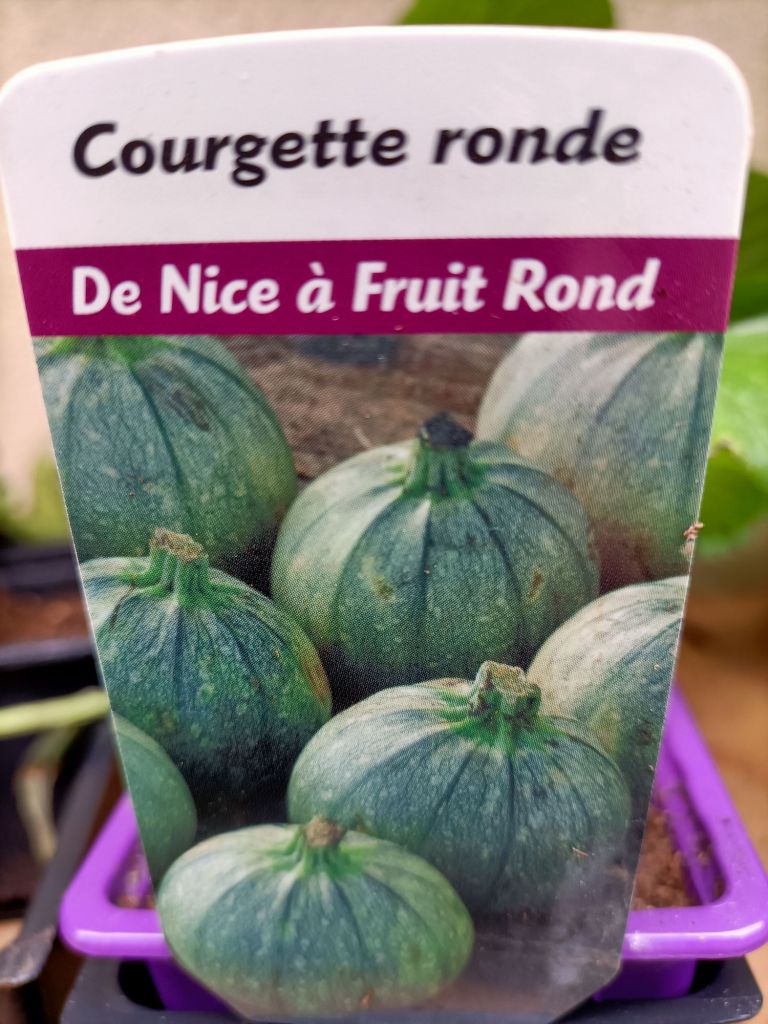 Courgette ronde
De Nice à Fruit Rond